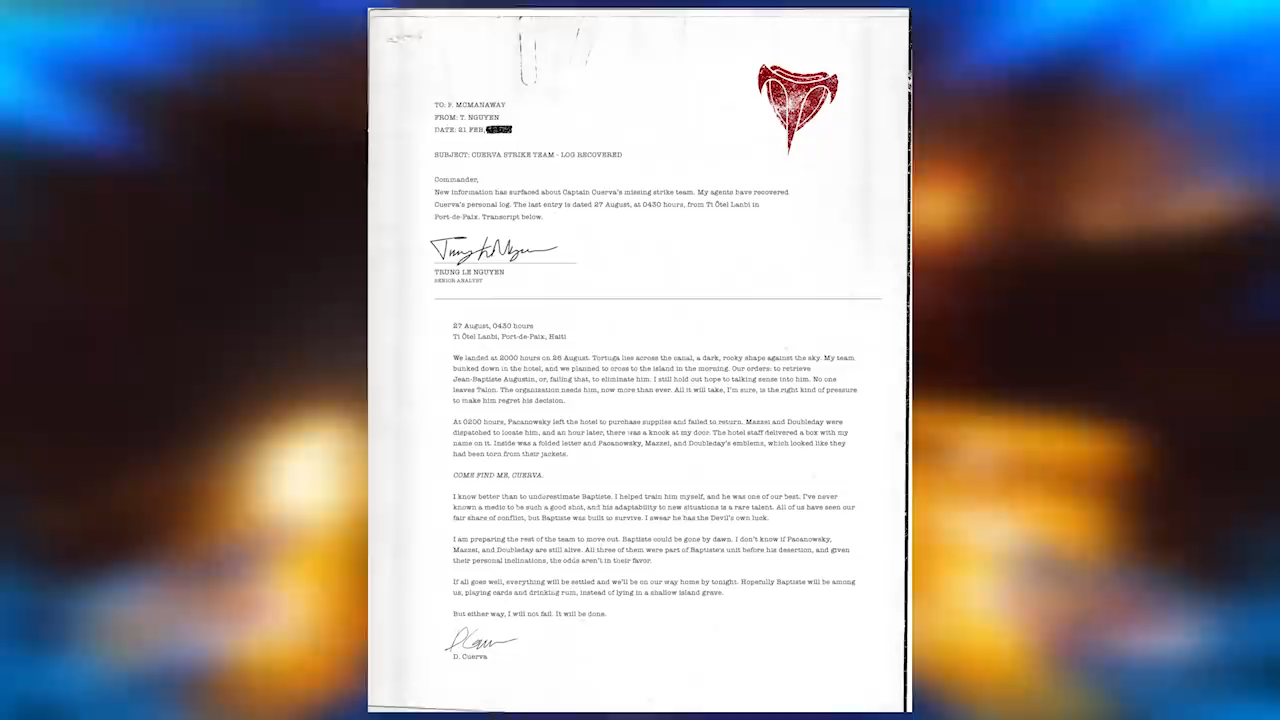 TO: F. MCMANAWAY
FROM: T. NGUYEN
DATE: 21 FEB,
SUBJECT: CUERVA STRIKE TEAM - LOG RECOVERED
Commander,
New information has surfaced about Captain Cuerva's missing strike team. My agents have recovered
Cuerva's personal log. The last entry is dated 27 August, at 0430 hours, from Ti Ôtel Lanbi in
Port-de-Paix. Transcript below.
TRUNG LE NGUYEN
SENIOR ANALYST
27 August, 0430 hours
Ti Ôtel Lanbi, Port-de-Paix, Haiti
We landed at 2000 hours on 26 August. Tortuga lies across the canal, a dark, rocky shape against the sky. My team
bunked down in the hotel, and we planned to cross to the island in the morning. Our orders: to retrieve
Jean-Baptiste Augustin, or, failing that, to eliminate him. I still hold out hope to talking sense into him. No one
leaves Talon. The organization needs him, now more than ever. All it will take, I'm sure, is the right kind of pressure
to make him regret his decision.
At 0200 hours, Pacanowsky left the hotel to purchase supplies and failed to return. Mazzei and Doubleday were
dispatched to locate him, and an hour later, there was a knock at my door. The hotel staff delivered a box with my
name on it. Inside was a folded letter and Pacanowsky, Mazzei, and Doubleday's emblems, which looked like they
had been torn from their jackets.
COME FIND ME, CUERVA.
I know better than to underestimate Baptiste. I helped train him myself, and he was one of our best. I've never
known a medic to be such a good shot, and his adaptability to new situations is a rare talent. All of us have seen our
fair share of conflict, but Baptiste was built to survive. I swear he has the Devil's own luck.
I am preparing the rest of the team to move out. Baptiste could be gone by dawn. I don't know if Pacanowsky,
Mazzei, and Doubleday are still alive. All three of them were part of Baptiste's unit before his desertion, and given
their personal inclinations, the odds aren't in their favor.
If all goes well, everything will be settled and we'll be on our way home by tonight. Hopefully Baptiste will be among
us, playing cards and drinking rum, instead of lying in a shallow island grave.
But either way, I will not fail. It will be done.
D. Cuerva